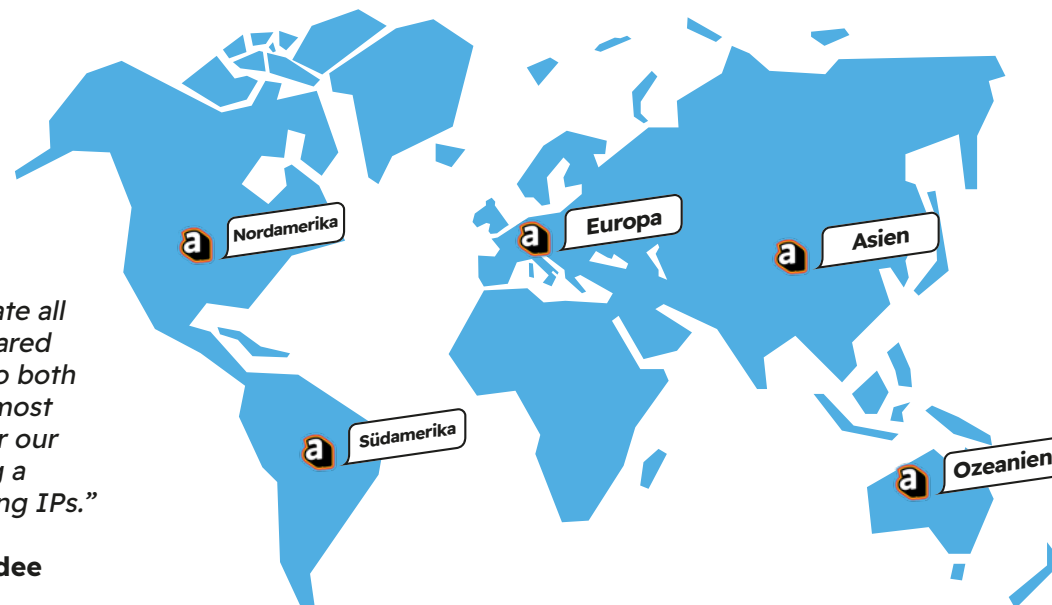 Nordamerika
a
Europa
a
Asien
a
ate all
ared
o both
most
r our
g a
ng IPs.”
dee
Südamerika
a
Ozeanien
a